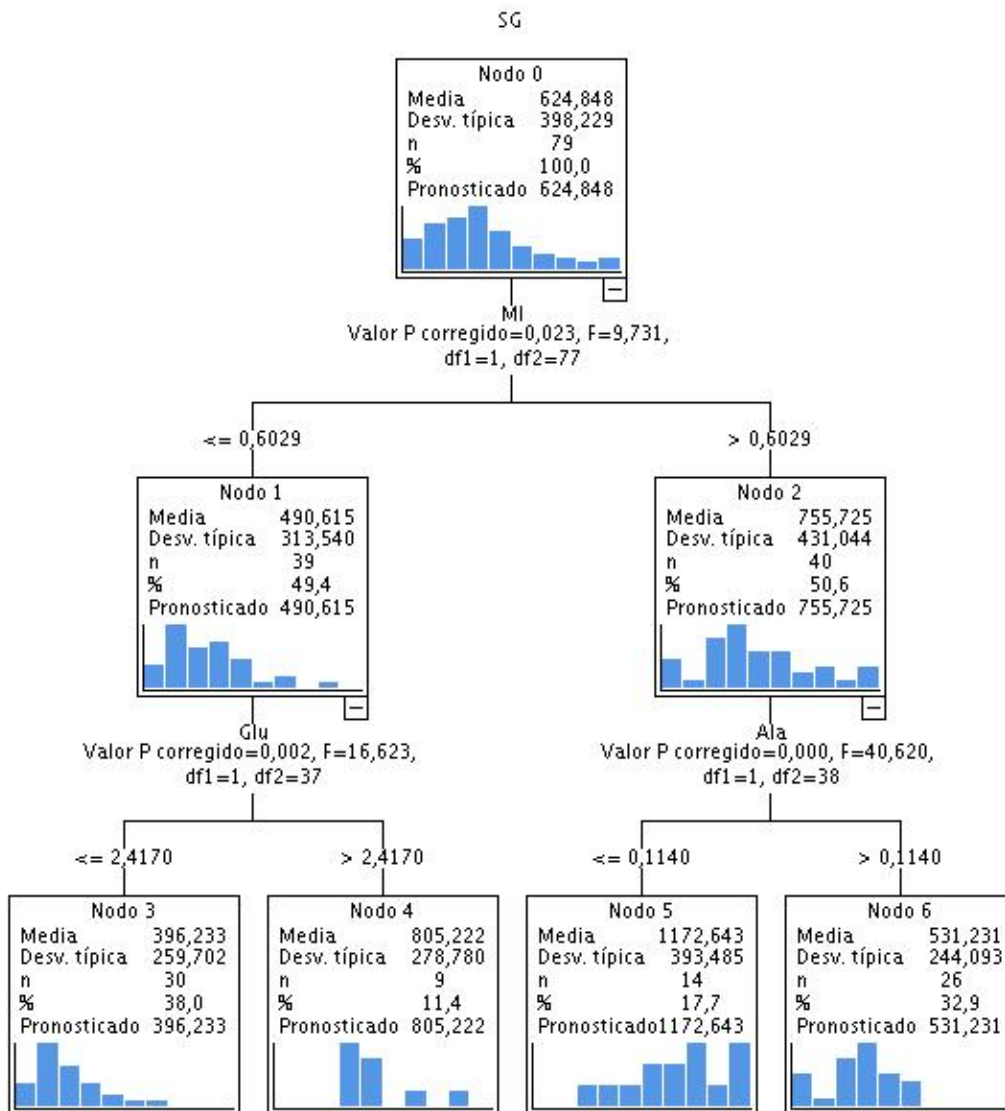 SG
Nodo 0
Media 624,848
Desv. típica 398,229
n 79
% 100,0
Pronosticado 624,848
MI
Valor P corregido=0,023, F=9,731,
df1=1, df2=77
<= 0,6029
> 0,6029
Nodo 1
Media 490,615
Desv. típica 313,540
n 39
% 49,4
Pronosticado 490,615
Nodo 2
Media 755,725
Desv. típica 431,044
n 40
% 50,6
Pronosticado 755,725
Glu
Valor P corregido=0,002, F=16,623,
df1=1, df2=37
Ala
Valor P corregido=0,000, F=40,620,
df1=1, df2=38
<= 2,4170
> 2,4170
<= 0,1140
> 0,1140
Nodo 3
Media 396,233
Desv. típica 259,702
n 30
% 38,0
Pronosticado 396,233
Nodo 4
Media 805,222
Desv. típica 278,780
n 9
% 11,4
Pronosticado 805,222
Nodo 5
Media 1172,643
Desv. típica 393,485
n 14
% 17,7
Pronosticado1172,643
Nodo 6
Media 531,231
Desv. típica 244,093
n 26
% 32,9
Pronosticado 531,231